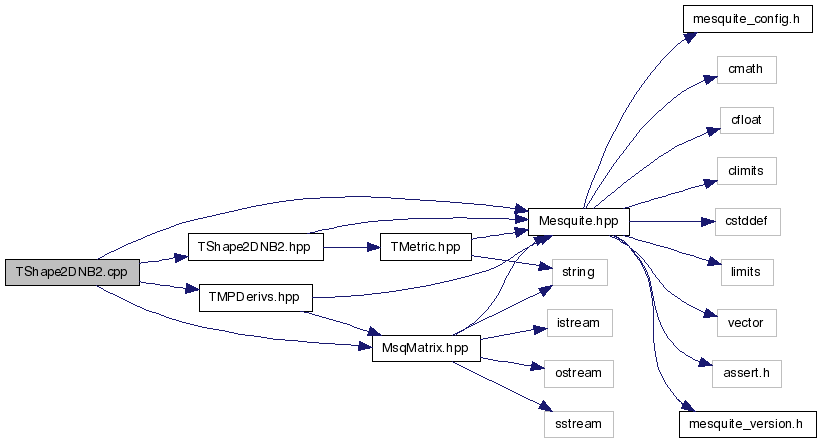 mesquite_config.h
cmath
cfloat
climits
Mesquite.hpp
cstddef
TShape2DNB2.hpp
TMetric.hpp
TShape2DNB2.cpp
string
limits
TMPDerivs.hpp
istream
vector
MsqMatrix.hpp
ostream
assert.h
sstream
mesquite_version.h